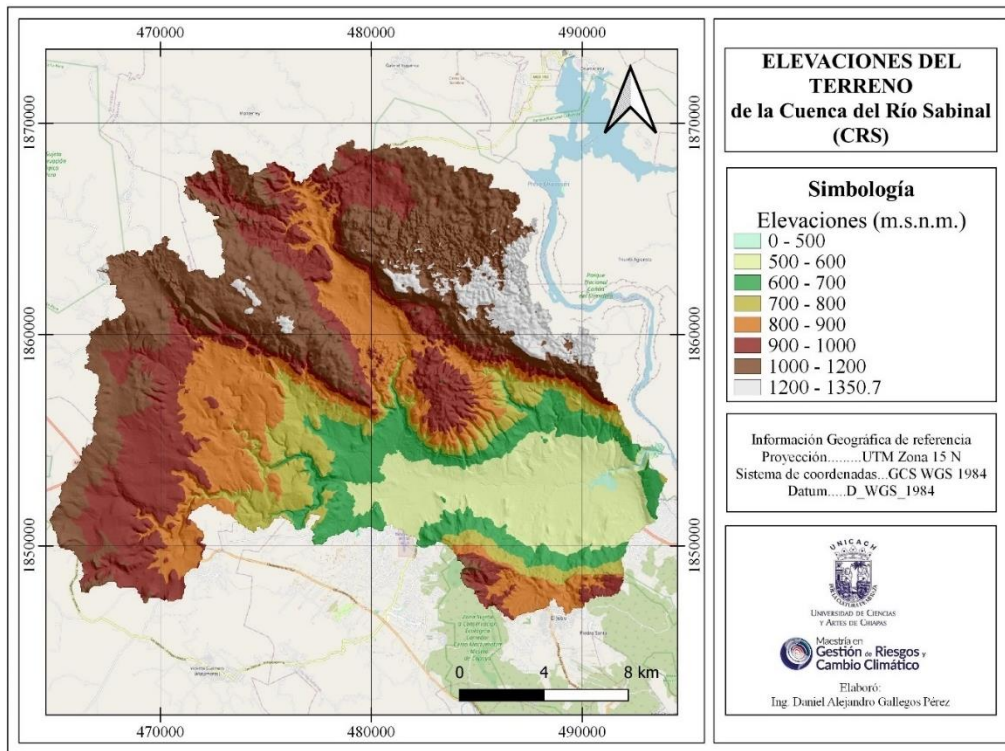 470000
480000
490000
1870000
1860000
1850000
1870000
1860000
1850000
470000
480000
490000
0 4 8 km
ELEVACIONES DEL
TERRENO
de la Cuenca del Río Sabinal
(CRS)
Simbología
Elevaciones (m.s.n.m.)
0 - 500
500 - 600
600 - 700
700 - 800
800 - 900
900 - 1000
1000 - 1200
1200 - 1350.7
Información Geográfica de referencia
Proyección.........UTM Zona 15 N
Sistema de coordenadas...GCS WGS 1984
Datum.....D_WGS_1984
UNICACH
UNIVERSIDAD DE CIENCIAS
Y ARTES DE CHIAPAS
Maestría en
Gestión de Riesgos y
Cambio Climático
Elaboró:
Ing. Daniel Alejandro Gallegos Pérez